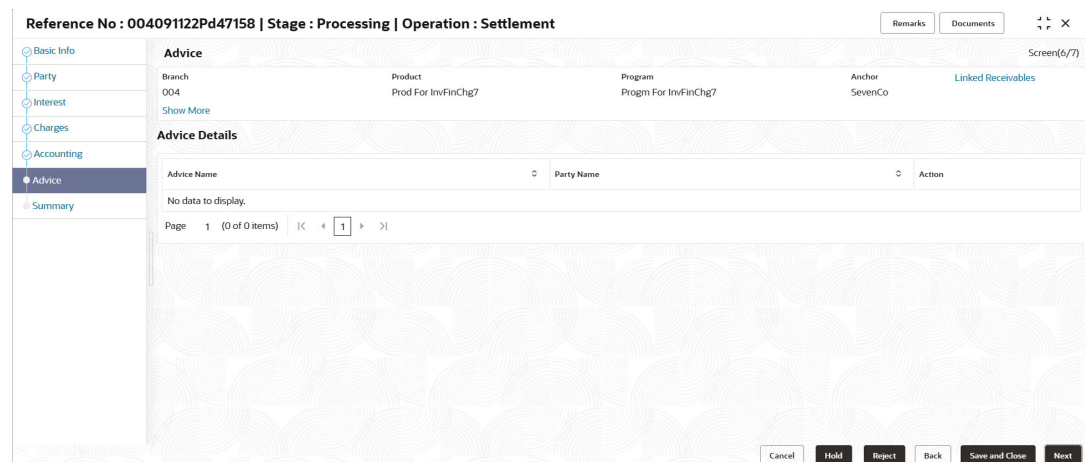 Reference No : 004091122Pd47158 | Stage : Processing | Operation : Settlement
Remarks
Documents
Basic Info
Party
Interest
Charges
Accounting
Advice
Summary
Advice
Screen(6/7)
Branch Product Program Anchor Linked Receivables
004 Prod For InvFinChg7 Progm For InvFinChg7 SevenCo
Show More
Advice Details
Advice Name Party Name Action
No data to display.
Page 1 (0 of 0 items) 1
Cancel Hold Reject Back Save and Close Next